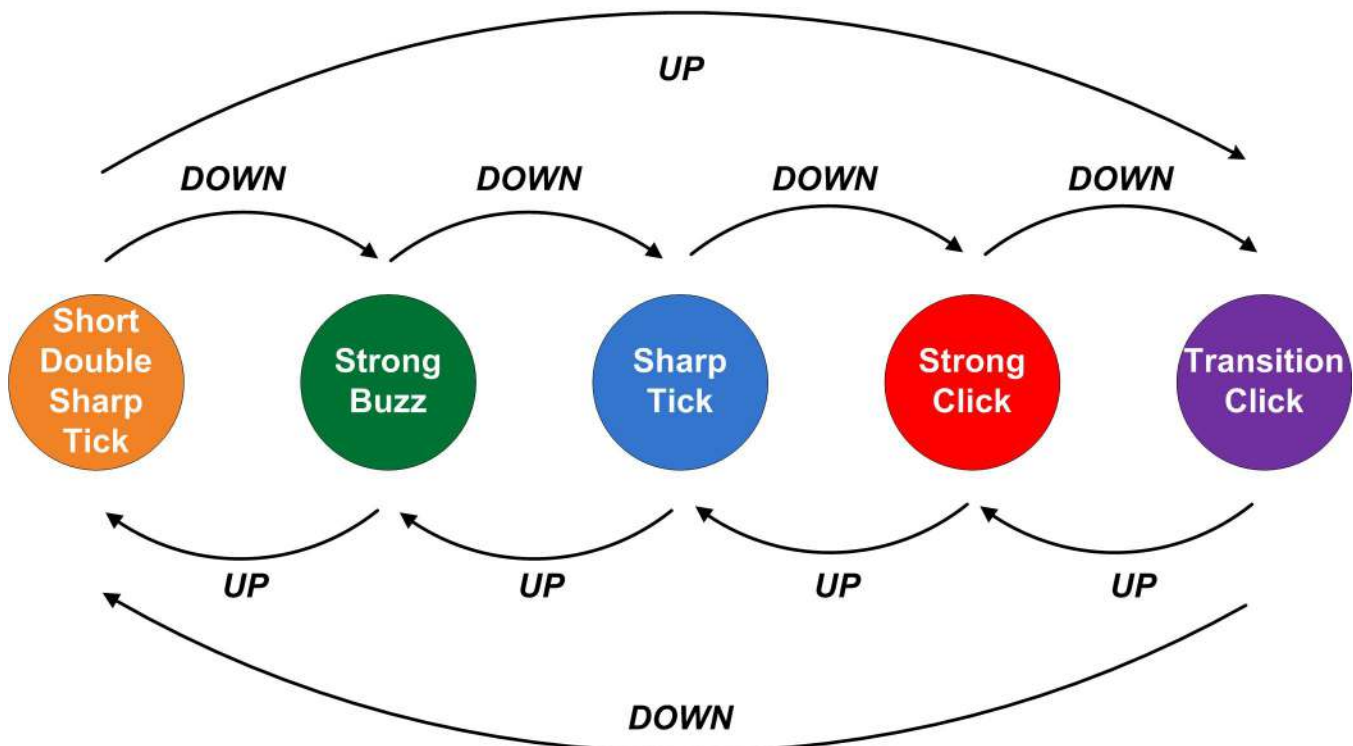 UP
DOWN
DOWN
DOWN
DOWN
Short
Double
Sharp
Tick
Strong
Buzz
Sharp
Tick
Strong
Click
Transition
Click
UP
UP
UP
UP
DOWN